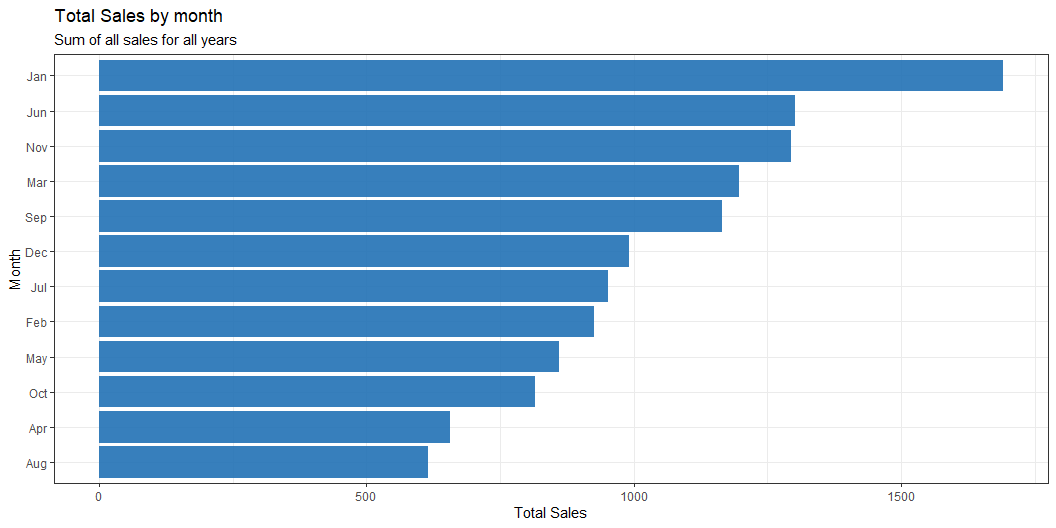 Total Sales by month
Sum of all sales for all years
Month
Jan
Jun
Nov
Mar
Sep
Dec
Jul
Feb
May
Oct
Apr
Aug
0 500 1000 1500
Total Sales